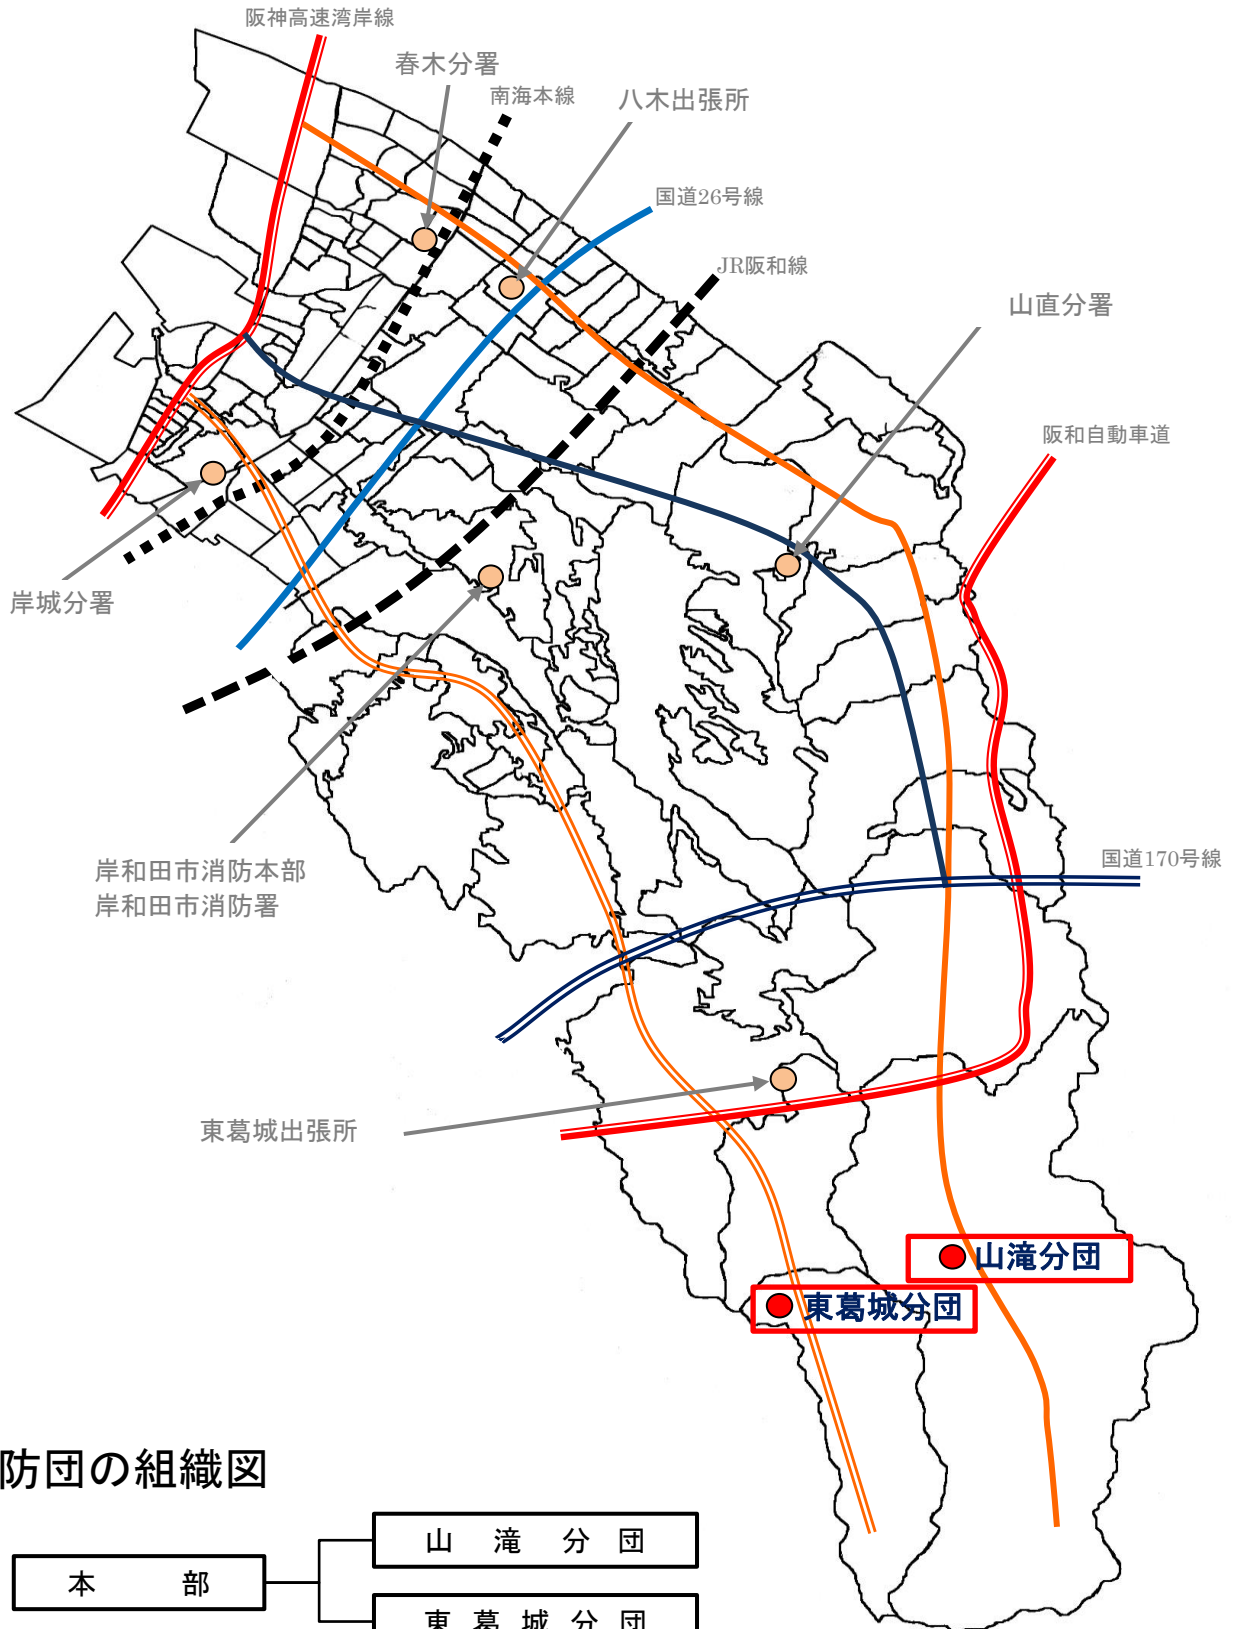 阪神高速湾岸線
春木分署
南海本線
八木出張所
国道26号線
JR阪和線
山直分署
阪和自動車道
岸城分署
岸和田市消防本部
岸和田市消防署
国道170号線
東葛城出張所
山滝分団
東葛城分団
防団の組織図
山滝分団
本部
東葛城分団